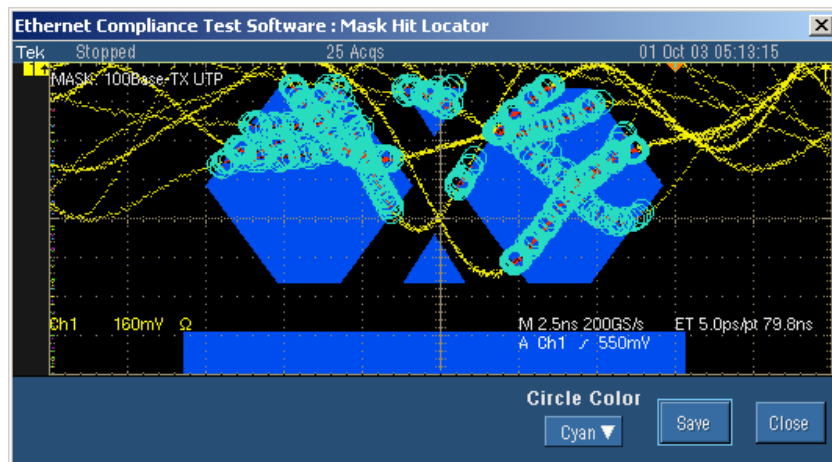 Ethernet Compliance Test Software : Mask Hit Locator
Tek Stopped 25 Acqs 01 Oct 03 05:13:15
MASK: 100Base-TX UTP
Ch1 160mV Ω M 2.5ns 200GS/s ET 5.0ps/pt 79.8ns
A Ch1 ∕ 550mV
Circle Color
Cyan ▼ Save Close